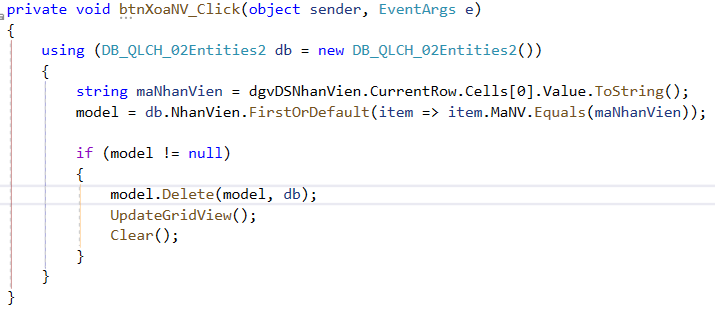 private void btnXoaNV_Click(object sender, EventArgs e)
{
using (DB_QLCH_02Entities2 db = new DB_QLCH_02Entities2())
{
string maNhanVien = dgvDSNhanVien.CurrentRow.Cells[0].Value.ToString();
model = db.NhanVien.FirstOrDefault(item => item.MaNV.Equals(maNhanVien));
if (model != null)
{
model.Delete(model, db);
UpdateGridView();
Clear();
}
}
}